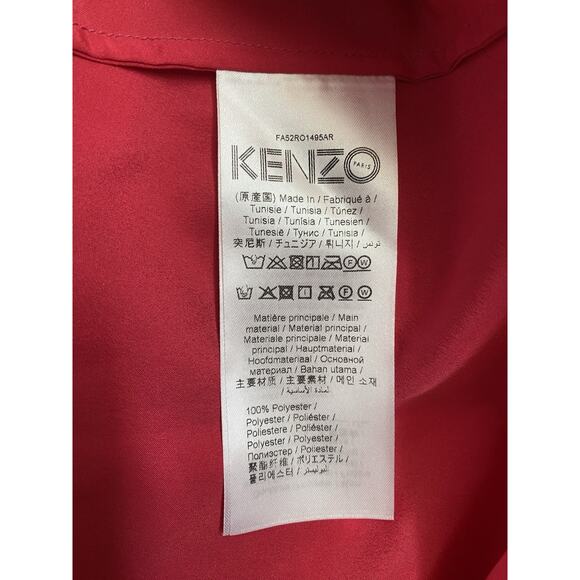 FA52RO1495AR
KENZO PARIS
(原産国) Made in / Fabriqué à /
Tunisie / Tunisia / Túnez /
Tunisia / Tunísia / Tunesien /
Tunesië / Тунис / Tunisia /
突尼斯 / チュニジア / 튀니지 / تونس
Matière principale / Main
material / Material principal /
Materiale principale / Material
principal / Hauptmaterial /
Hoofdmateriaal / Основной
материал / Bahan utama /
主要材质 / 主要素材 / 메인 소재
/ المادة الأساسية
100% Polyester /
Polyester / Poliéster /
Poliestere / Poliéster /
Polyester / Polyester /
Полиэстер / Poliester /
聚酯纤维 / ポリエステル /
폴리에스터 / البوليستر